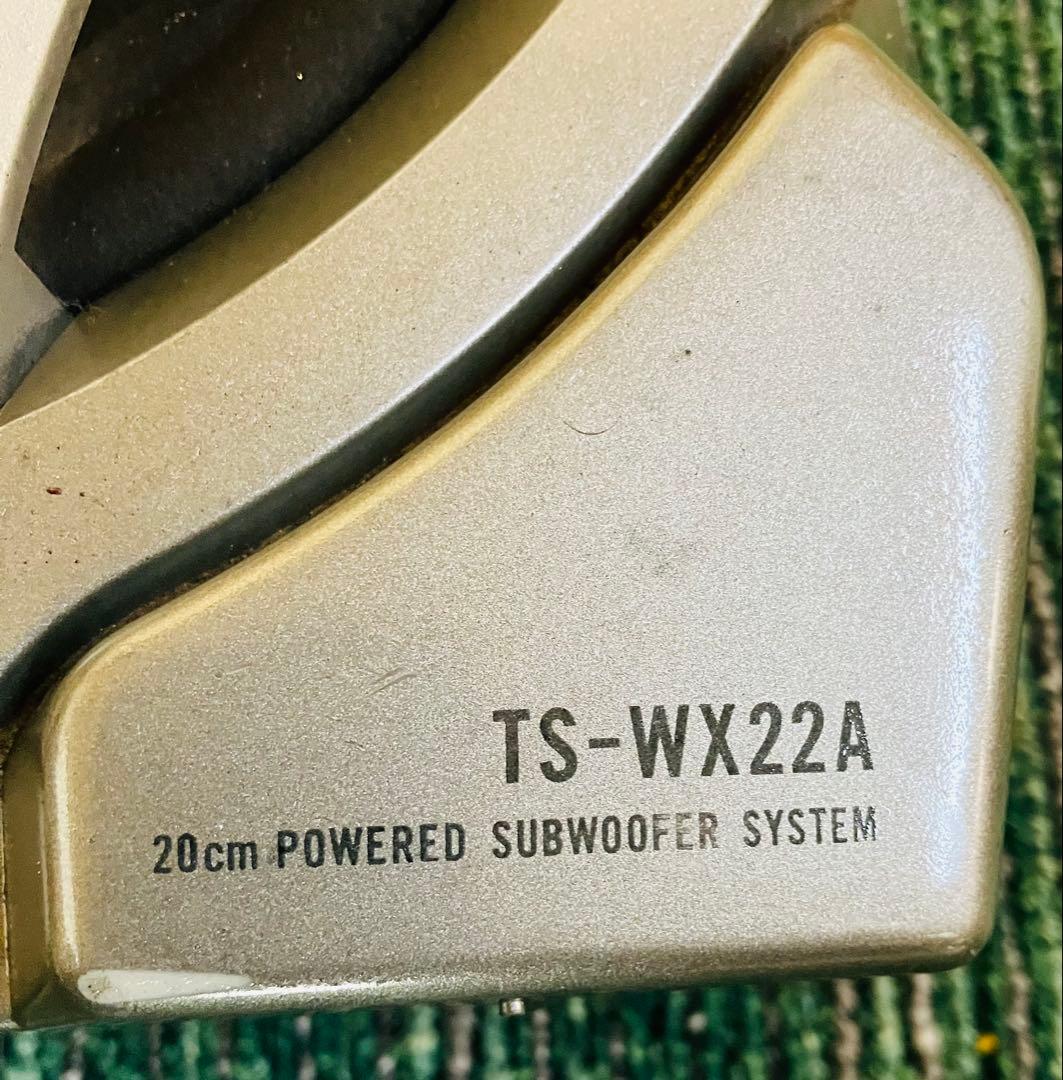 TS-WX22A
20cm POWERED SUBWOOFER SYSTEM